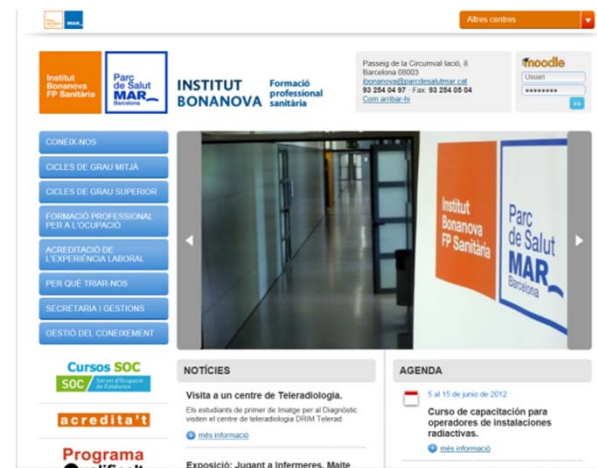 Altres centres
Institut
Bonanova
FP Sanitària
Parc
de Salut
MAR
Barcelona
INSTITUT
BONANOVA
Formació
professional
sanitària
Passeig de la Circumval·lació, 8
Barcelona 08003
ibonanova@parcdesalutmar.cat
93 254 04 97 · Fax: 93 254 05 04
Com arribar-hi
moodle
Usuari
CONEIX-NOS
CICLES DE GRAU MITJÀ
CICLES DE GRAU SUPERIOR
FORMACIÓ PROFESSIONAL
PER A L'OCUPACIÓ
ACREDITACIÓ DE
L'EXPERIÈNCIA LABORAL
PER QUÈ TRIAR-NOS
SECRETARIA I GESTIONS
GESTIÓ DEL CONEIXEMENT
Institut
Bonanova
FP Sanitària
Parc
de Salut
MAR
Barcelona
Cursos SOC
SOC
Servei d'Ocupació
de Catalunya
acredita't
Programa
NOTÍCIES
Visita a un centre de Teleradiologia.
Els estudiants de primer de Imatge per al Diagnòstic
visiten el centre de teleradiologia DRIM Telerad.
més informació
Exposició: Jugant a Infermeres. Maite
AGENDA
5 al 15 de junio de 2012
Curso de capacitación para
operadores de instalaciones
radiactivas.
més informació